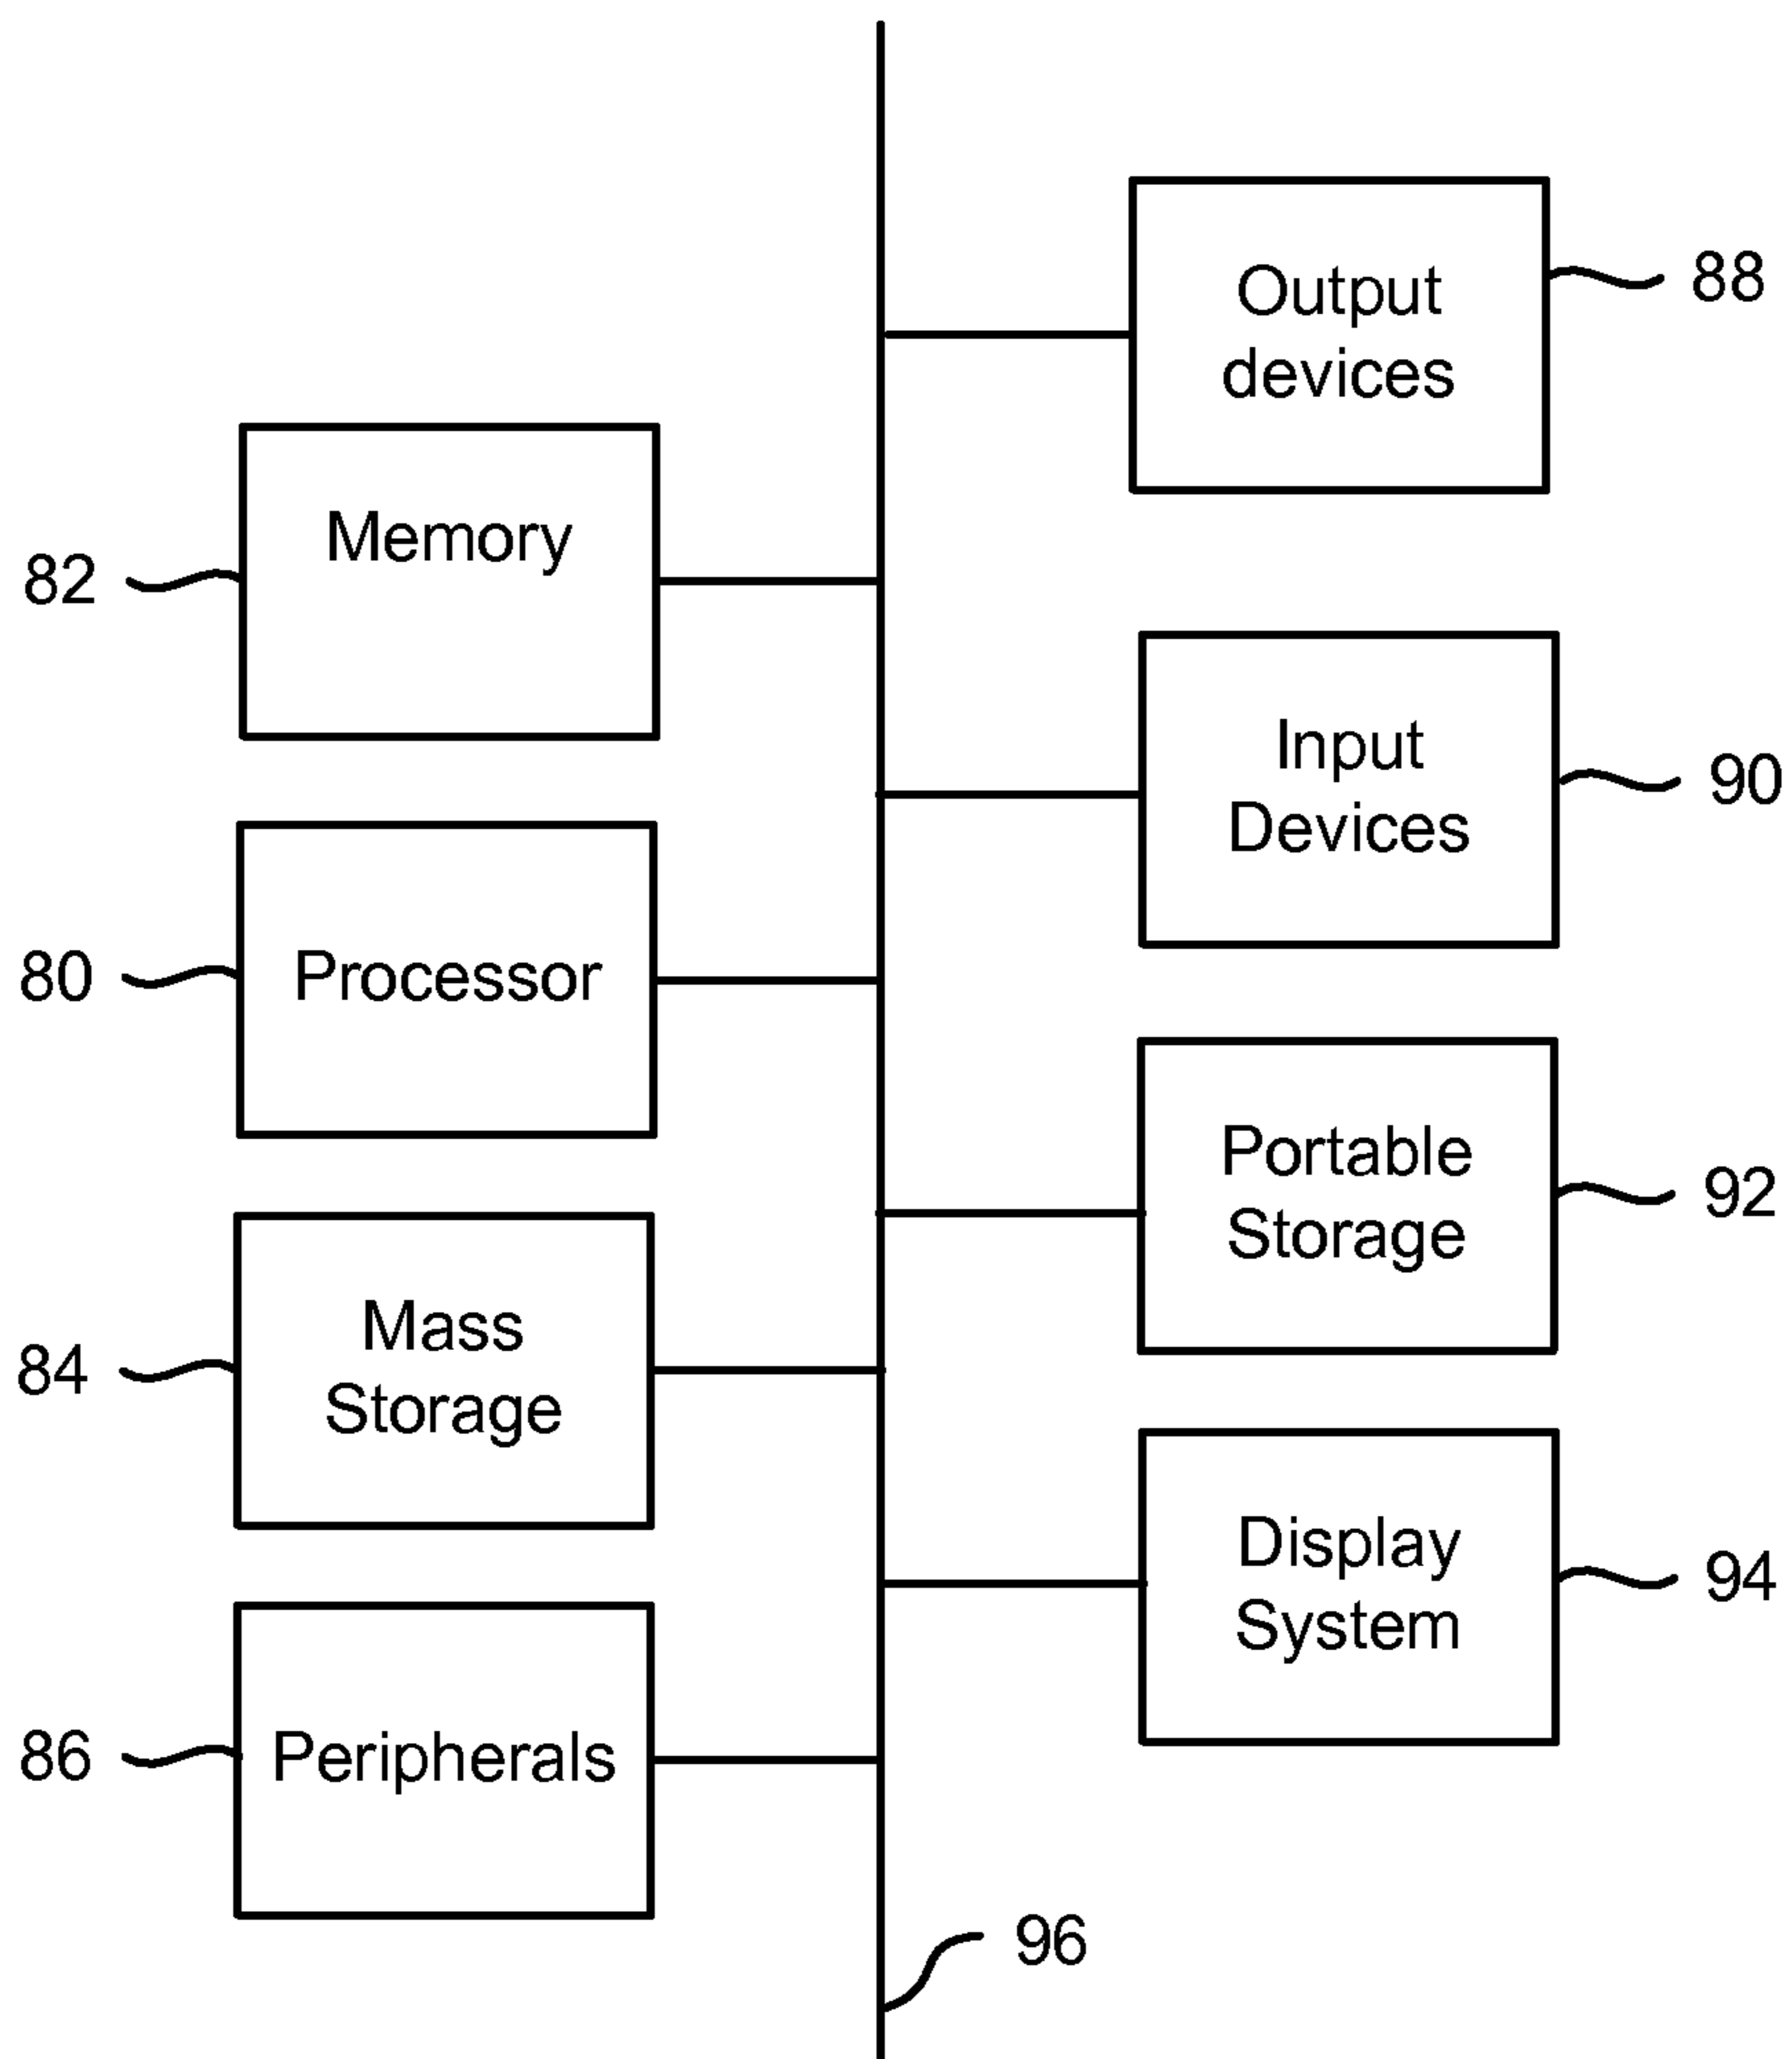 Output
devices
88
Memory
82
Input
Devices
90
Processor
80
Portable
Storage
92
Mass
Storage
84
Display
System
94
Peripherals
86
96